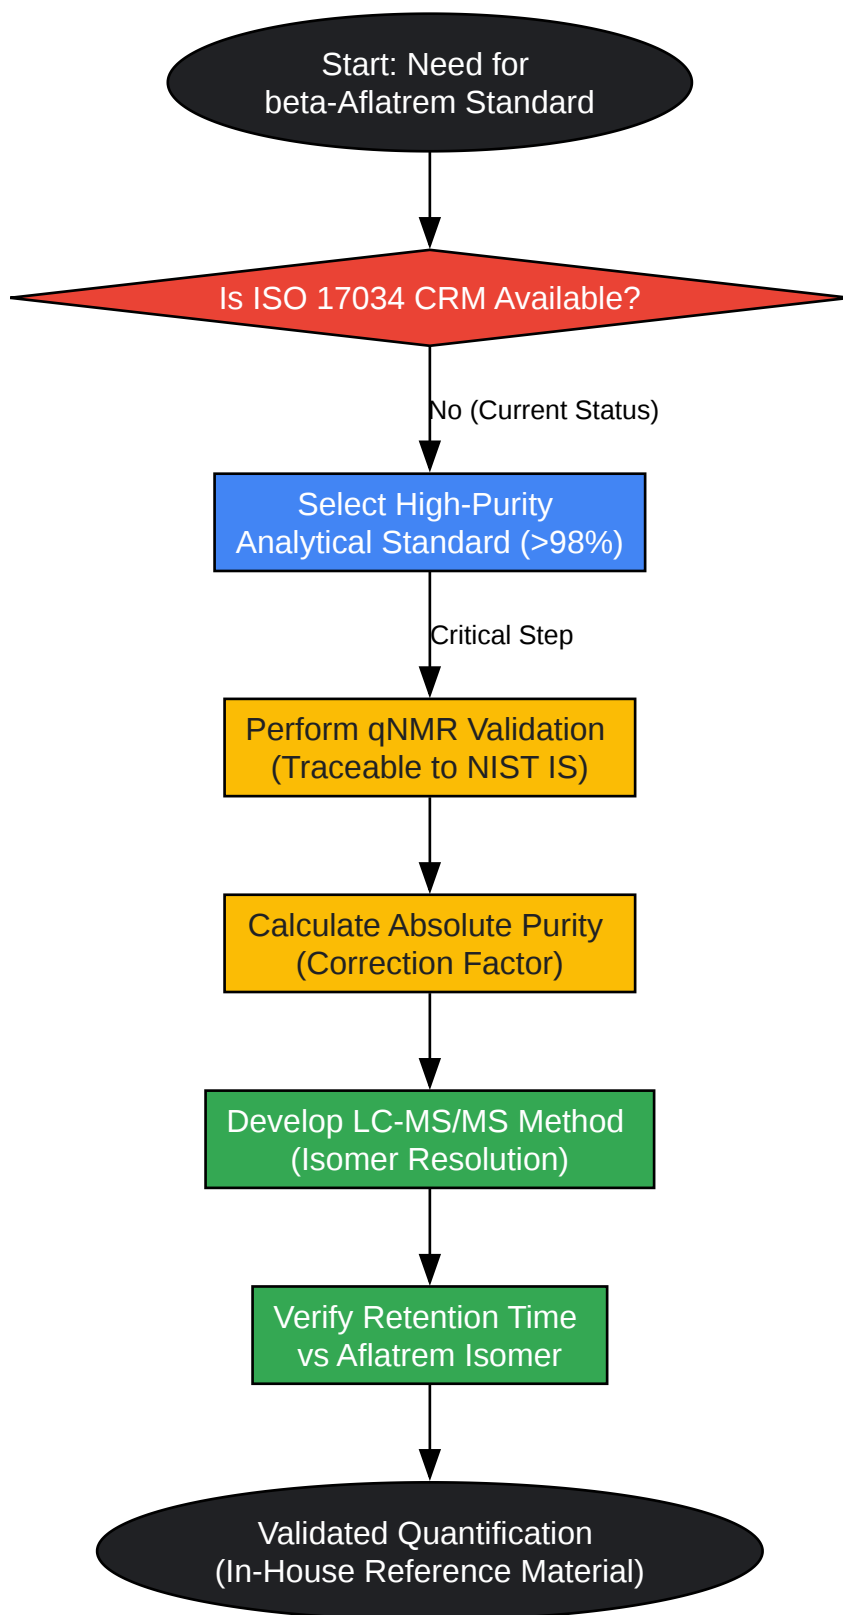 Start: Need for
beta-Aflatrem Standard
Is ISO 17034 CRM Available?
No (Current Status)
Select High-Purity
Analytical Standard (>98%)
Critical Step
Perform qNMR Validation
(Traceable to NIST IS)
Calculate Absolute Purity
(Correction Factor)
Develop LC-MS/MS Method
(Isomer Resolution)
Verify Retention Time
vs Aflatrem Isomer
Validated Quantification
(In-House Reference Material)